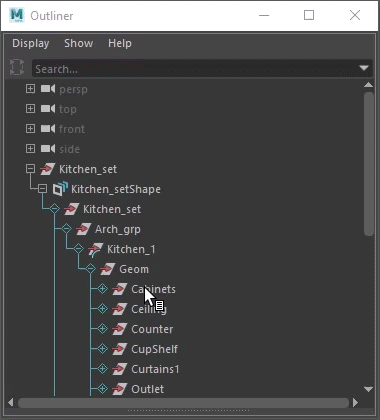 Outliner
Display Show Help
Search...
persp
top
front
side
Kitchen_set
Kitchen_setShape
Kitchen_set
Arch_grp
Kitchen_1
Geom
Cabinets
Ceiling
Counter
CupShelf
Curtains1
Outlet